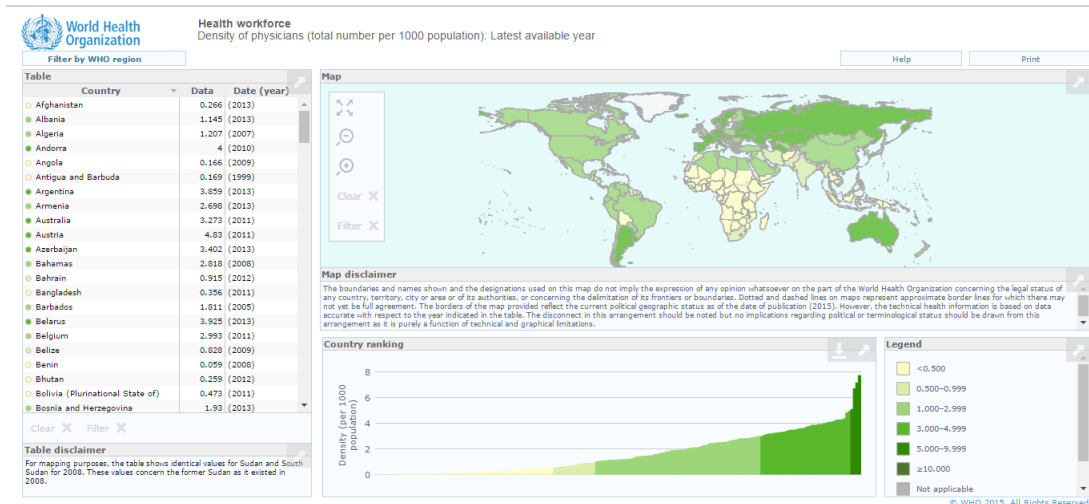 World Health
Organization
Health workforce
Density of physicians (total number per 1000 population): Latest available year
Filter by WHO region
Help
Print
Table
Country Data Date (year)
Afghanistan 0.266 (2013)
Albania 1.145 (2013)
Algeria 1.207 (2007)
Andorra 4 (2010)
Angola 0.166 (2009)
Antigua and Barbuda 0.169 (1999)
Argentina 3.859 (2013)
Armenia 2.698 (2013)
Australia 3.273 (2011)
Austria 4.83 (2011)
Azerbaijan 3.402 (2013)
Bahamas 2.818 (2008)
Bahrain 0.915 (2012)
Bangladesh 0.356 (2011)
Barbados 1.811 (2005)
Belarus 3.925 (2013)
Belgium 2.993 (2011)
Belize 0.828 (2009)
Benin 0.059 (2008)
Bhutan 0.259 (2012)
Bolivia (Plurinational State of) 0.473 (2011)
Bosnia and Herzegovina 1.93 (2013)
Clear Filter
Table disclaimer
For mapping purposes, the table shows identical values for Sudan and South
Sudan for 2008. These values concern the former Sudan as it existed in
2008.
Map
Clear
Filter
Map disclaimer
The boundaries and names shown and the designations used on this map do not imply the expression of any opinion whatsoever on the part of the World Health Organization concerning the legal status of
any country, territory, city or area or of its authorities, or concerning the delimitation of its frontiers or boundaries. Dotted and dashed lines on maps represent approximate border lines for which there may
not yet be full agreement. The borders of the map provided reflect the current political geographic status as of the date of publication (2015). However, the technical health information is based on data
accurate with respect to the year indicated in the table. The disconnect in this arrangement should be noted but no implications regarding political or terminological status should be drawn from this
arrangement as it is purely a function of technical and graphical limitations.
Country ranking
Density (per 1000
population)
8
6
4
2
0
Legend
<0.500
0.500–0.999
1.000–2.999
3.000–4.999
5.000–9.999
≥10.000
Not applicable
© WHO 2015. All Rights Reserved